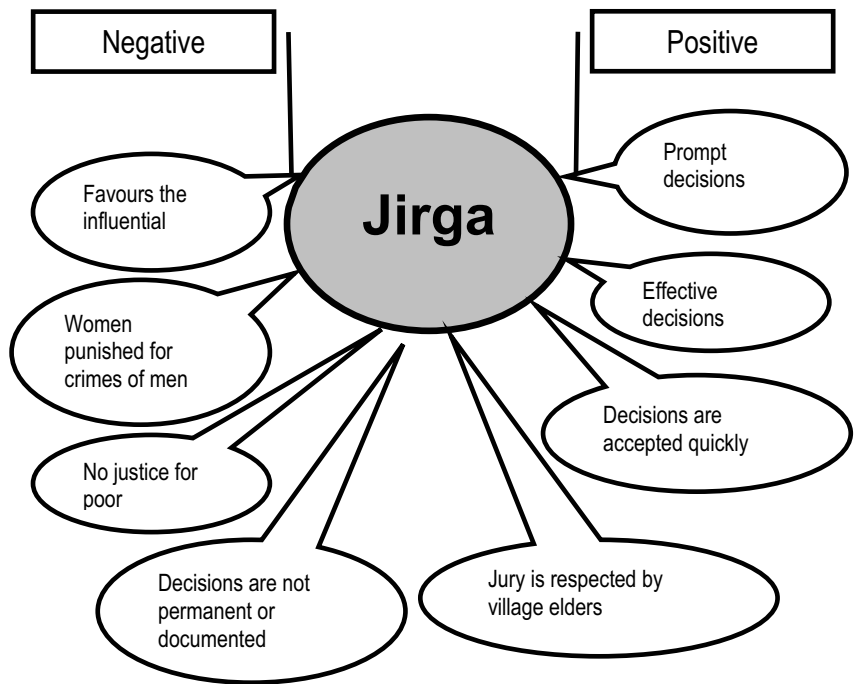 Negative
Positive
Jirga
Favours the
influential
Women
punished for
crimes of men
No justice for
poor
Decisions are not
permanent or
documented
Prompt
decisions
Effective
decisions
Decisions are
accepted quickly
Jury is respected by
village elders